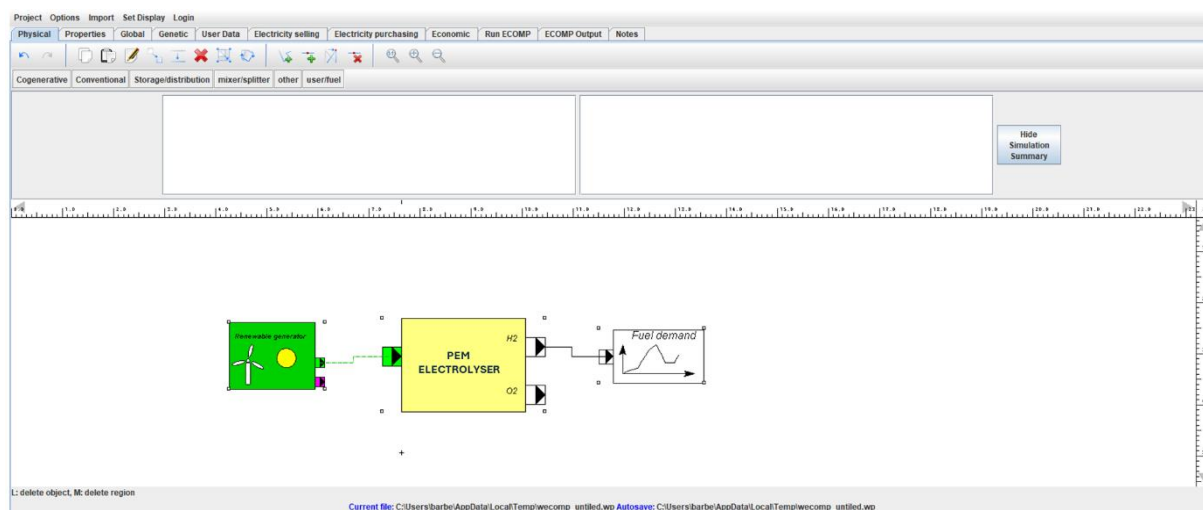 Project Options Import Set Display Login
Physical Properties Global Genetic User Data Electricity selling Electricity purchasing Economic Run ECOMP ECOMP Output Notes
Cogenerative Conventional Storage/distribution mixer/splitter other user/fuel
Hide
Simulation
Summary
Renewable generator
PEM
ELECTROLYSER
H2
O2
Fuel demand
L: delete object, M: delete region
Current file: C:\Users\barbe\AppData\Local\Temp\wecomp_untiled.wp Autosave: C:\Users\barbe\AppData\Local\Temp\wecomp_untiled.wp